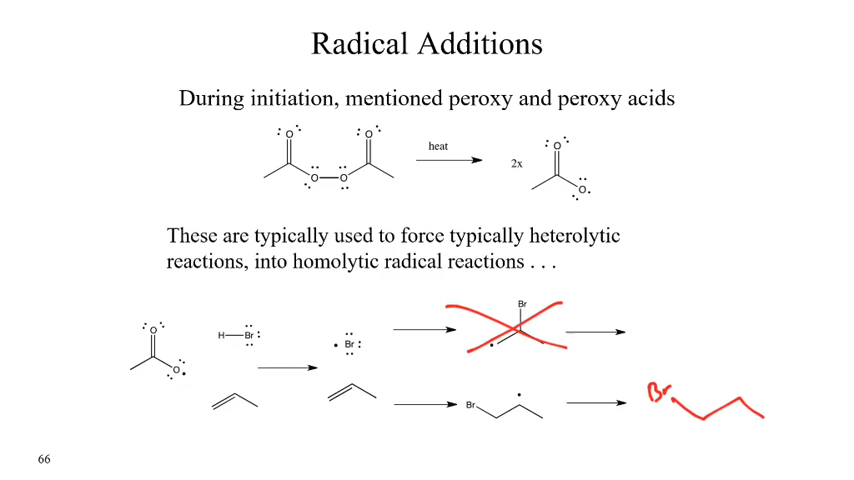 Radical Additions
During initiation, mentioned peroxy and peroxy acids
O O heat O
2x
O—O O
These are typically used to force typically heterolytic
reactions, into homolytic radical reactions . . .
Br
O H—Br Br
O
Br Br
66